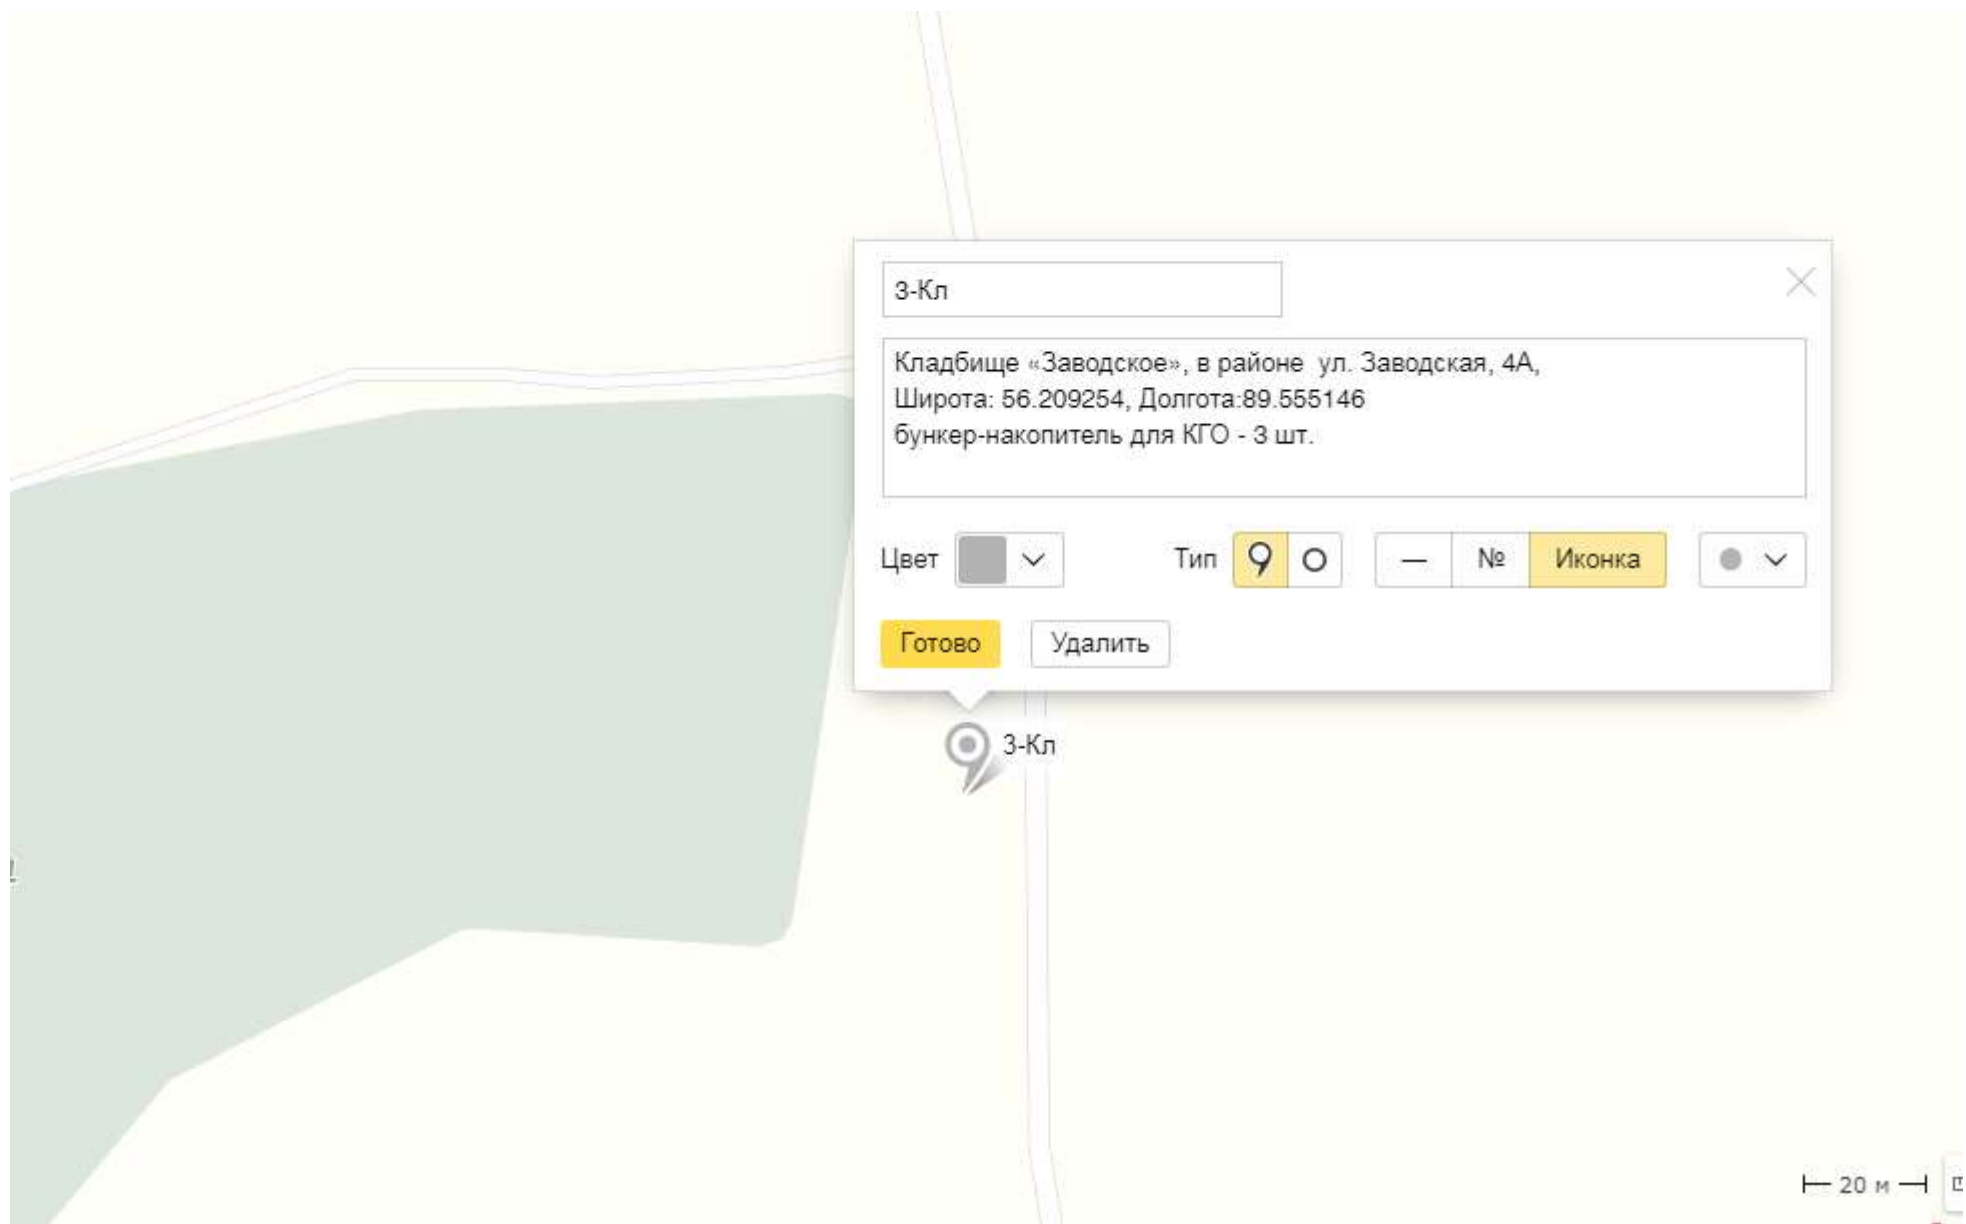 3-Кл
Кладбище «Заводское», в районе  ул. Заводская, 4А,
Широта: 56.209254, Долгота:89.555146
бункер-накопитель для КГО - 3 шт.
Цвет Тип — № Иконка
Готово Удалить
3-Кл
20 м